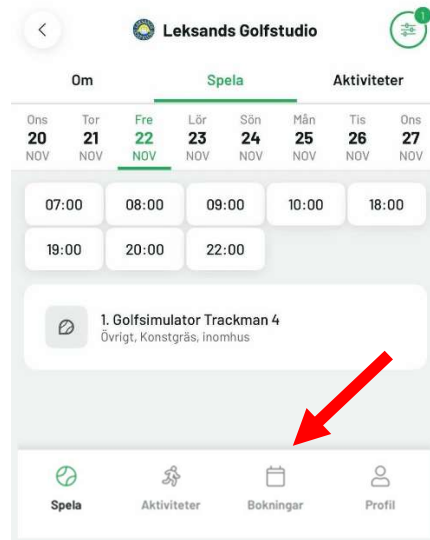 Leksands Golfstudio
1
Om Spela Aktiviteter
Ons Tor Fre Lör Sön Mån Tis Ons
20 21 22 23 24 25 26 27
NOV NOV NOV NOV NOV NOV NOV NOV
07:00 08:00 09:00 10:00 18:00
19:00 20:00 22:00
1. Golfsimulator Trackman 4
Övrigt, Konstgräs, inomhus
Spela Aktiviteter Bokningar Profil